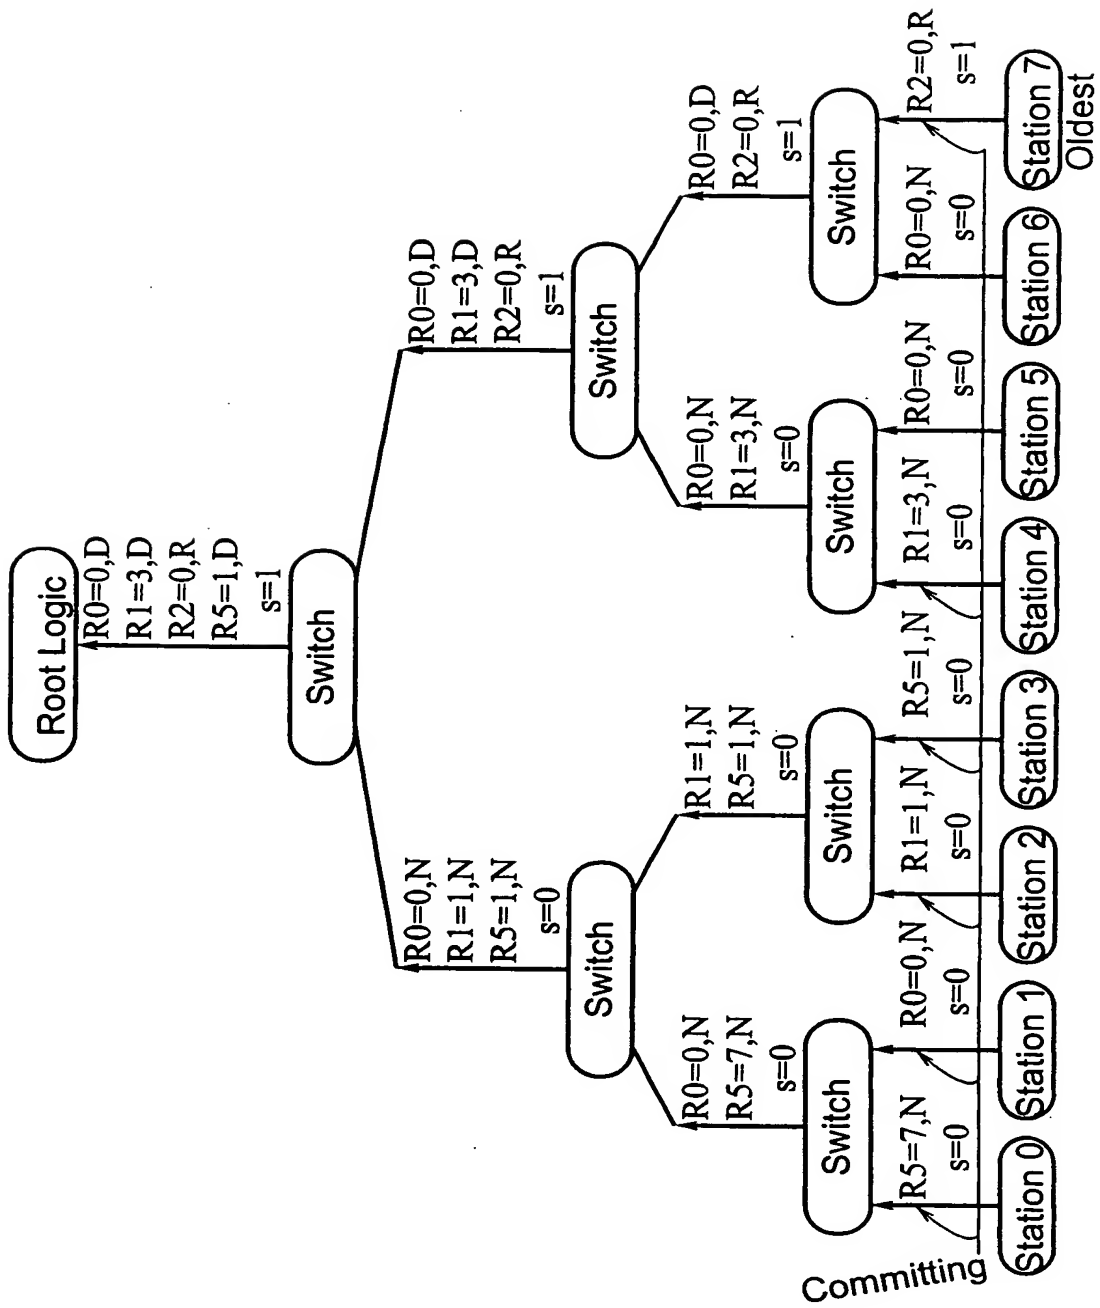 Root Logic
R0=0,D
R1=3,D
R2=0,R
R5=1,D
s=1
Switch
R0=0,N
R1=1,N
R5=1,N
s=0
Switch
R0=0,D
R1=3,D
R2=0,R
s=1
Switch
R0=0,N
R5=7,N
s=0
Switch
R1=1,N
R5=1,N
s=0
Switch
R0=0,N
R1=3,N
s=0
Switch
R0=0,D
R2=0,R
s=1
Switch
R5=7,N
s=0
R0=0,N
s=0
R1=1,N
s=0
R5=1,N
s=0
R1=3,N
s=0
R0=0,N
s=0
R0=0,N
s=0
R2=0,R
s=1
Committing
Station 0
Station 1
Station 2
Station 3
Station 4
Station 5
Station 6
Station 7
Oldest